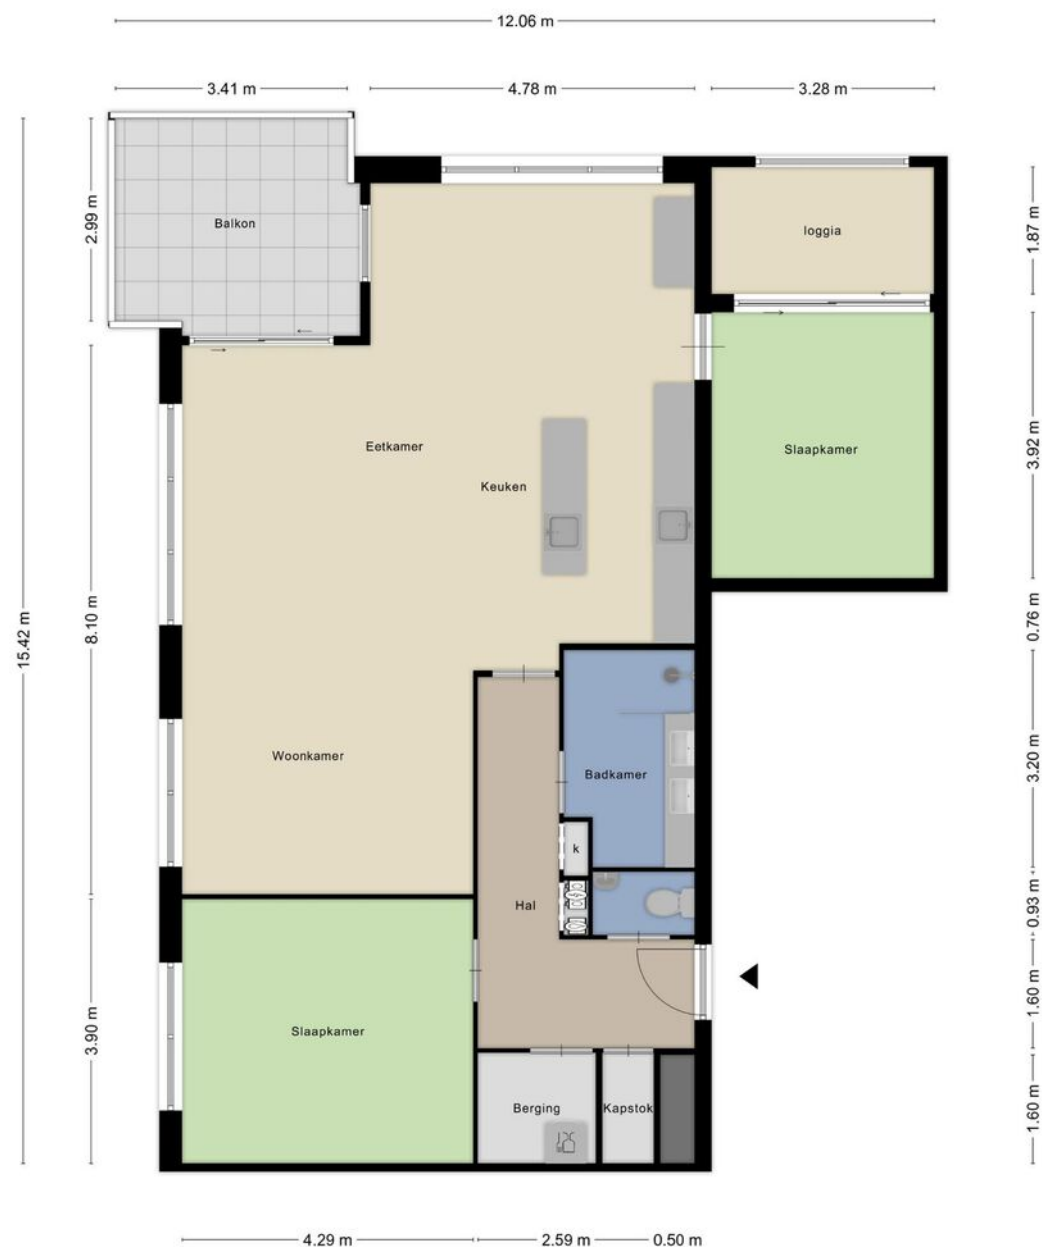 12.06 m
3.41 m
4.78 m
3.28 m
2.99 m
1.87 m
Balkon
loggia
3.92 m
Eetkamer
Slaapkamer
Keuken
8.10 m
15.42 m
0.76 m
Woonkamer
Badkamer
3.20 m
k
Hal
0.93 m
1.60 m
Slaapkamer
3.90 m
Berging
Kapstok
1.60 m
4.29 m
2.59 m
0.50 m